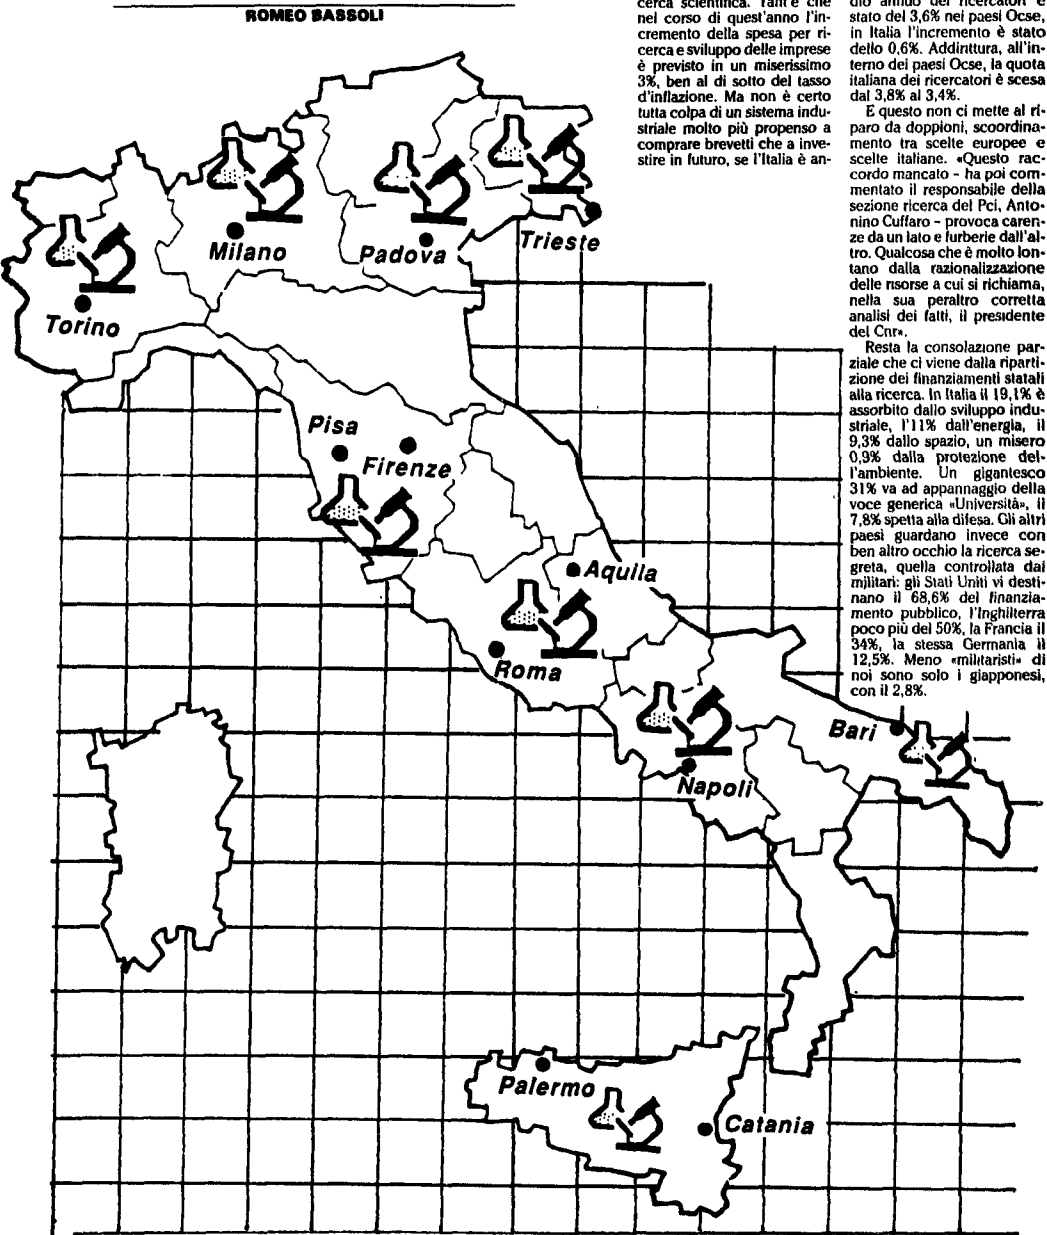 ROMEO BASSOLI
cerca scientifica. Tant'è che
nel corso di quest'anno l'in-
cremento della spesa per ri-
cerca e sviluppo delle imprese
è previsto in un miserissimo
3%, ben al di sotto del tasso
d'inflazione. Ma non è certo
tutta colpa di un sistema indu-
striale molto più propenso a
comprare brevetti che a inve-
stire in futuro, se l'Italia è an-
dio annuo dei ricercatori è
stato del 3,6% nei paesi Ocse,
in Italia l'incremento è stato
dello 0,6%. Addirittura, all'in-
terno dei paesi Ocse, la quota
italiana dei ricercatori è scesa
dal 3,8% al 3,4%.
E questo non ci mette al ri-
paro da doppioni, scoordina-
mento tra scelte europee e
scelte italiane. «Questo rac-
cordo mancato - ha poi com-
mentato il responsabile della
sezione ricerca del Pci, Anto-
nino Cuffaro - provoca caren-
ze da un lato e furberie dall'al-
tro. Qualcosa che è molto lon-
tano dalla razionalizzazione
delle risorse a cui si richiama,
nella sua peraltro corretta
analisi dei fatti, il presidente
del Cnr».
Resta la consolazione par-
ziale che ci viene dalla riparti-
zione dei finanziamenti statali
alla ricerca. In Italia il 19,1% è
assorbito dallo sviluppo indu-
striale, l'11% dall'energia, il
9,3% dallo spazio, un misero
0,9% dalla protezione del-
l'ambiente. Un gigantesco
31% va ad appannaggio della
voce generica «Università», il
7,8% spetta alla difesa. Gli altri
paesi guardano invece con
ben altro occhio la ricerca se-
greta, quella controllata dai
militari: gli Stati Uniti vi desti-
nano il 68,6% del finanzia-
mento pubblico, l'Inghilterra
poco più del 50%, la Francia il
34%, la stessa Germania il
12,5%. Meno «militaristi» di
noi sono solo i giapponesi,
con il 2,8%.
Milano
Padova
Trieste
Torino
Pisa
Firenze
Aquila
Roma
Bari
Napoli
Palermo
Catania